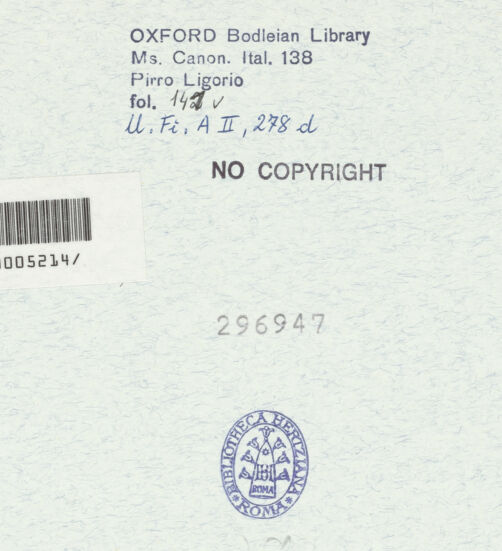 OXFORD Bodleian Library
Ms. Canon. Ital. 138
Pirro Ligorio
fol. 142 v
U. Fi, A II, 278 d
NO COPYRIGHT
005214/
296947
BIBLIOTHECA HERTZIANA
ROMA
ROMA